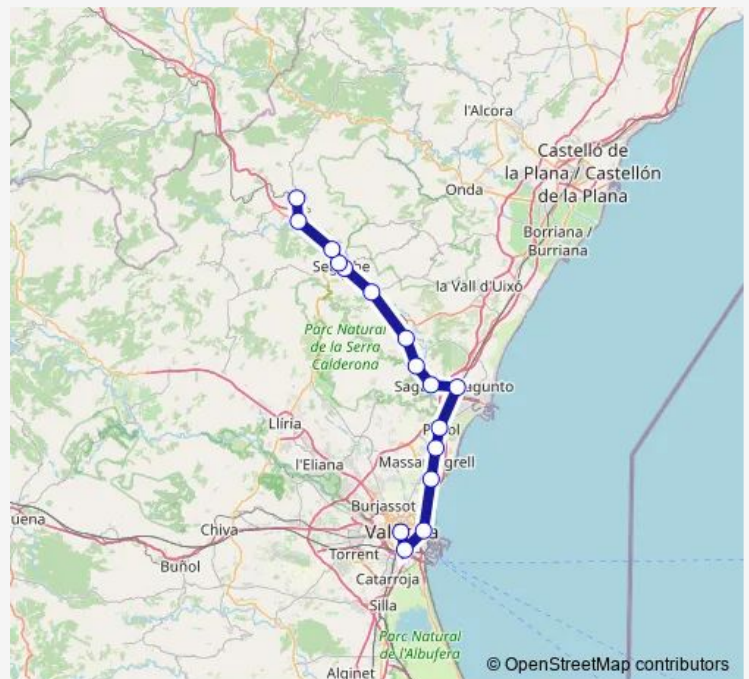 l'Alcora
Castelló de
la Plana / Castellón
de la Plana
Onda
Borriana /
Burriana
la Vall d'Uixó
Parc Natural
de la Serra
Calderona
Llíria
l'Eliana
Burjassot
Chiva
Torrent
Buñol
Catarroja
Silla
Parc Natural
de l'Albufera
Alginet
© OpenStreetMap contributors